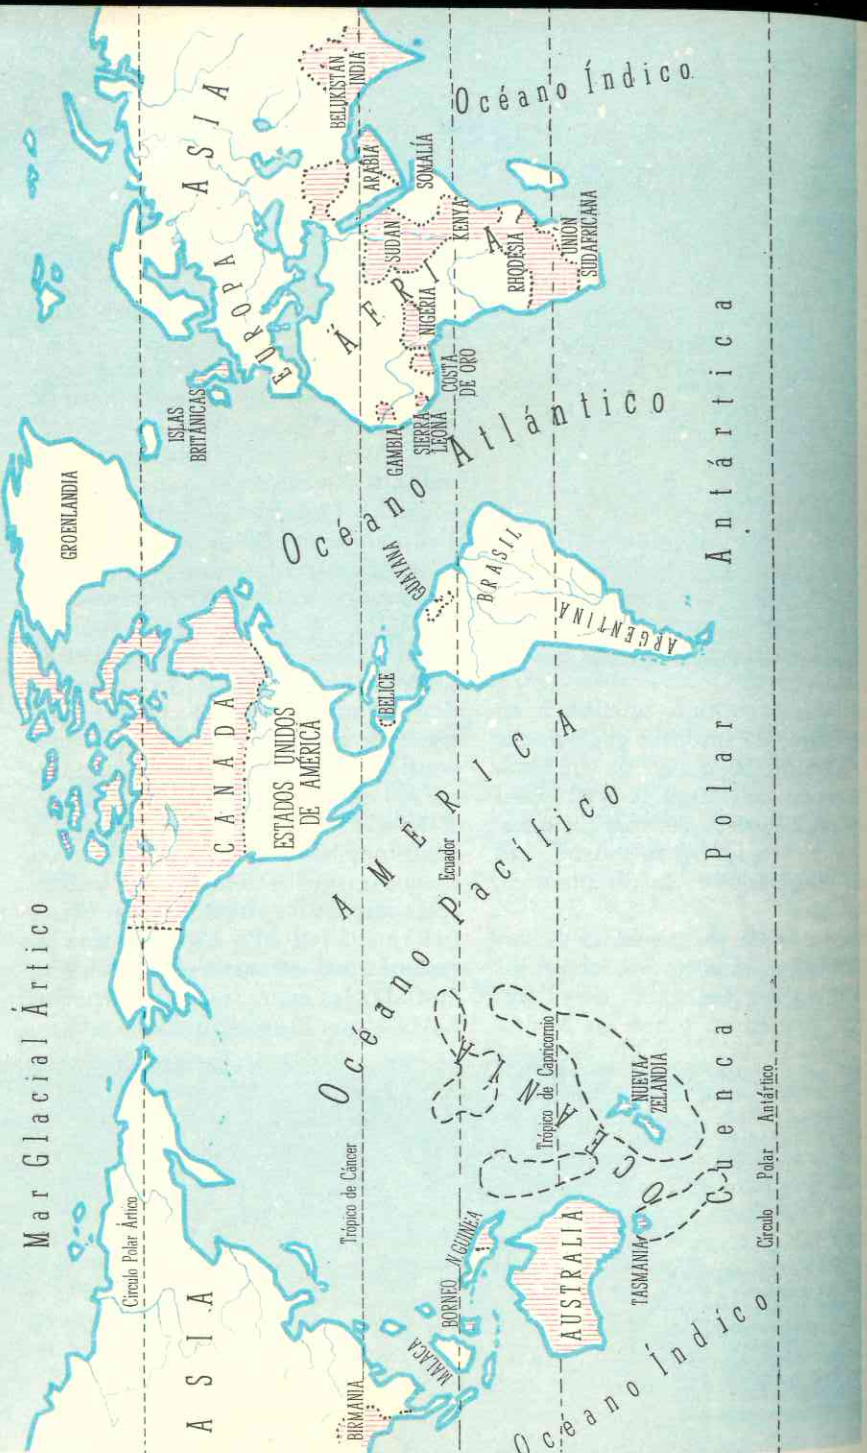 Mar Glacial Ártico
Círculo Polar Ártico
ASIA
BIRMANIA
MALACA
BORNEO
N GUINEA
AUSTRALIA
TASMANIA
NUEVA
ZELANDIA
OCEANIA
Océano Índico
Trópico de Cáncer
Ecuador
Trópico de Capricornio
Círculo Polar Antártico
Cuenca Polar Antártica
Océano Pacífico
AMÉRICA
CANADA
ESTADOS UNIDOS
DE AMÉRICA
BELICE
GUAYANA
BRASIL
ARGENTINA
GROENLANDIA
Océano Atlántico
ISLAS
BRITÁNICAS
EUROPA
ASIA
ÁFRICA
GAMBIA
SIERRA
LEONA
COSTA
DE ORO
NIGERIA
SUDAN
KENYA
SOMALÍA
ARABIA
RHODESIA
UNION
SUDAFRICANA
BELUKISTAN
INDIA
Océano Índico